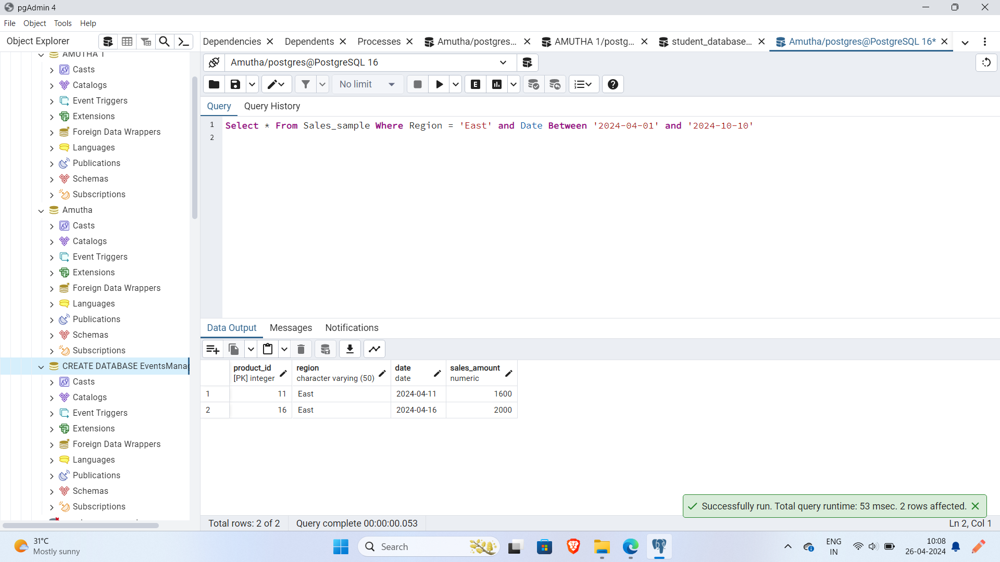 pgAdmin 4
File Object Tools Help
Object Explorer
Dependencies Dependents Processes Amutha/postgres... AMUTHA 1/postg... student_database... Amutha/postgres@PostgreSQL 16*
AMUTHA 1
Casts
Catalogs
Event Triggers
Extensions
Foreign Data Wrappers
Languages
Publications
Schemas
Subscriptions
Amutha
Casts
Catalogs
Event Triggers
Extensions
Foreign Data Wrappers
Languages
Publications
Schemas
Subscriptions
CREATE DATABASE EventsMana
Casts
Catalogs
Event Triggers
Extensions
Foreign Data Wrappers
Languages
Publications
Schemas
Subscriptions
Amutha/postgres@PostgreSQL 16
No limit
E
Query Query History
1 Select * From Sales_sample Where Region = 'East' and Date Between '2024-04-01' and '2024-10-10'
2
Data Output Messages Notifications
product_id region date sales_amount
[PK] integer character varying (50) date numeric
1 11 East 2024-04-11 1600
2 16 East 2024-04-16 2000
Successfully run. Total query runtime: 53 msec. 2 rows affected.
Total rows: 2 of 2 Query complete 00:00:00.053 Ln 2, Col 1
31°C
Mostly sunny
Search
ENG
IN
10:08
26-04-2024